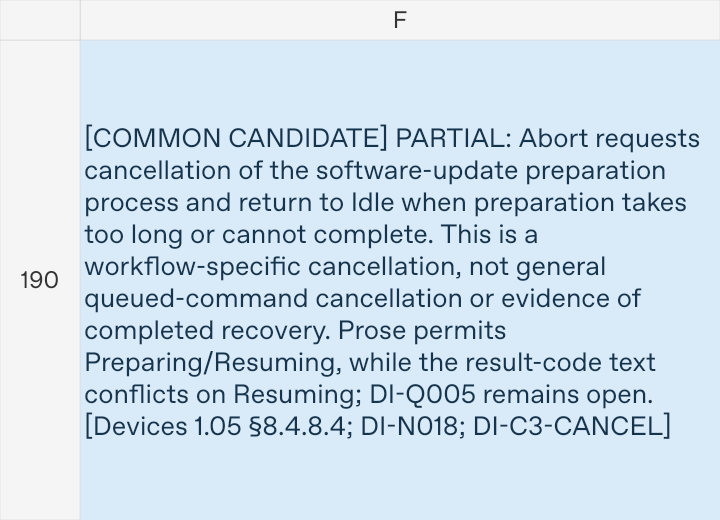 F
190
[COMMON CANDIDATE] PARTIAL: Abort requests
cancellation of the software-update preparation
process and return to Idle when preparation takes
too long or cannot complete. This is a
workflow-specific cancellation, not general
queued-command cancellation or evidence of
completed recovery. Prose permits
Preparing/Resuming, while the result-code text
conflicts on Resuming; DI-Q005 remains open.
[Devices 1.05 §8.4.8.4; DI-N018; DI-C3-CANCEL]